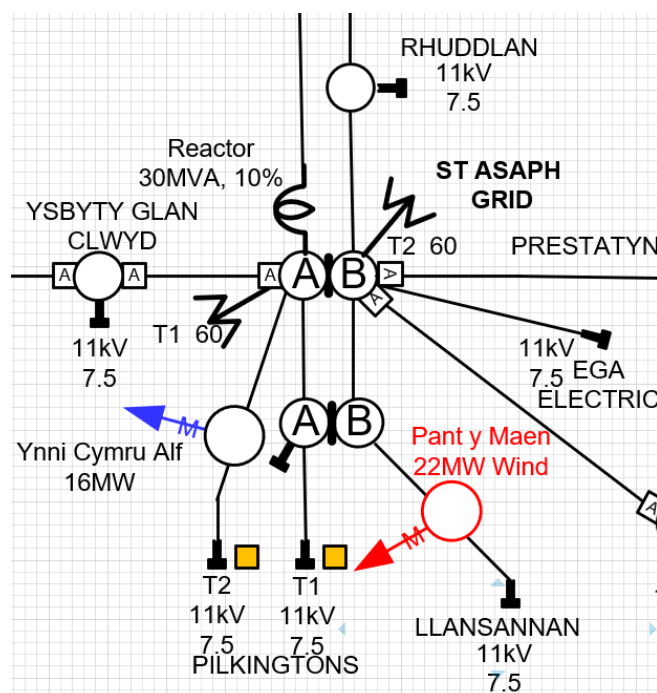 RHUDDLAN
11kV
7.5
Reactor
30MVA, 10%
ST ASAPH
GRID
YSBYTY GLAN
CLWYD
T2 60
PRESTATYN
A
A
A
A
B
A
A
T1 60
11kV
7.5
11kV
7.5
EGA
ELECTRIC
A
B
M
Pant y Maen
22MW Wind
Ynni Cymru Alf
16MW
A
M
T2
11kV
7.5
T1
11kV
7.5
PILKINGTONS
LLANSANNAN
11kV
7.5